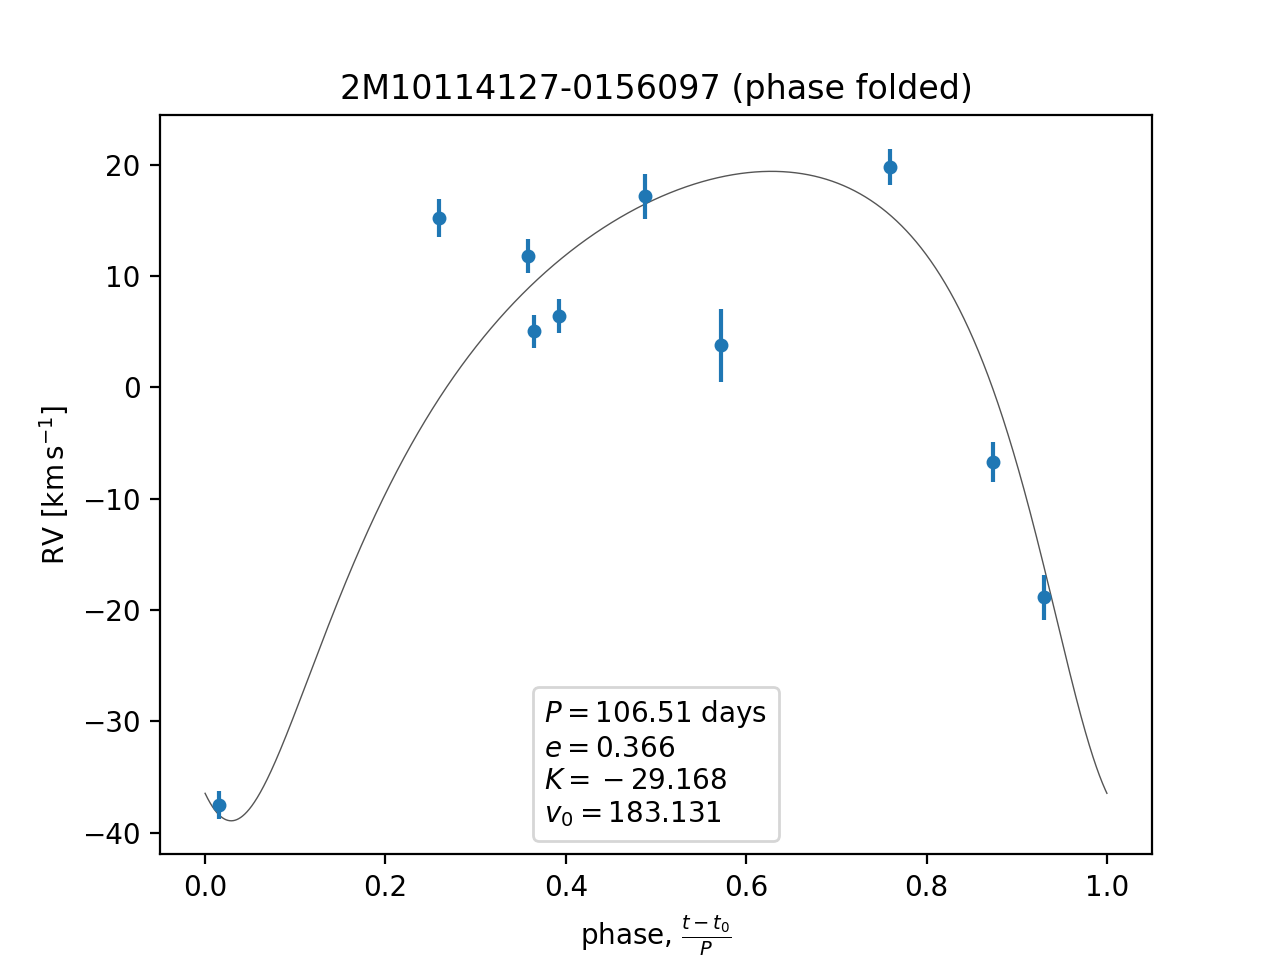 2M10114127-0156097 (phase folded)
RV [km s⁻¹]
20
10
0
−10
−20
−30
−40
P = 106.51 days
e = 0.366
K = − 29.168
v₀ = 183.131
0.0 0.2 0.4 0.6 0.8 1.0
phase, (t − t₀)/P